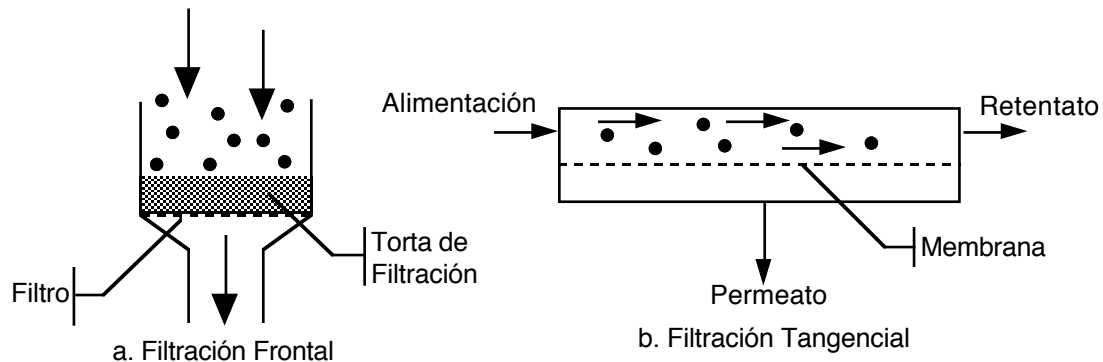 Filtro
Torta de
Filtración
a. Filtración Frontal
Alimentación
Retentato
Membrana
Permeato
b. Filtración Tangencial